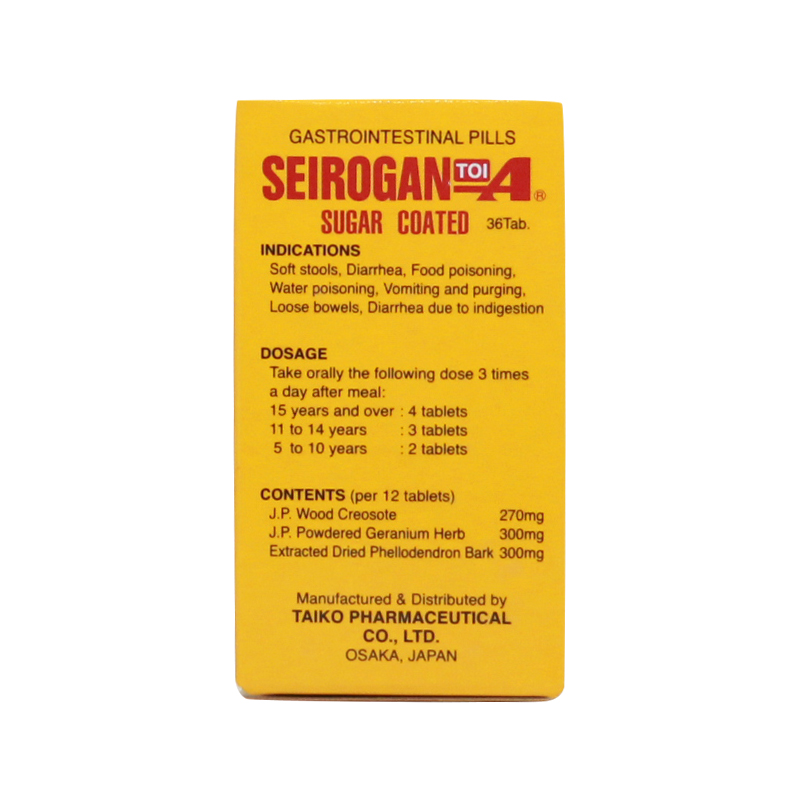 GASTROINTESTINAL PILLS
SEIROGAN TOI-A®
SUGAR COATED 36Tab.
INDICATIONS
Soft stools, Diarrhea, Food poisoning,
Water poisoning, Vomiting and purging,
Loose bowels, Diarrhea due to indigestion
DOSAGE
Take orally the following dose 3 times
a day after meal:
15 years and over : 4 tablets
11 to 14 years : 3 tablets
5 to 10 years : 2 tablets
CONTENTS (per 12 tablets)
J.P. Wood Creosote 270mg
J.P. Powdered Geranium Herb 300mg
Extracted Dried Phellodendron Bark 300mg
Manufactured & Distributed by
TAIKO PHARMACEUTICAL
CO., LTD.
OSAKA, JAPAN